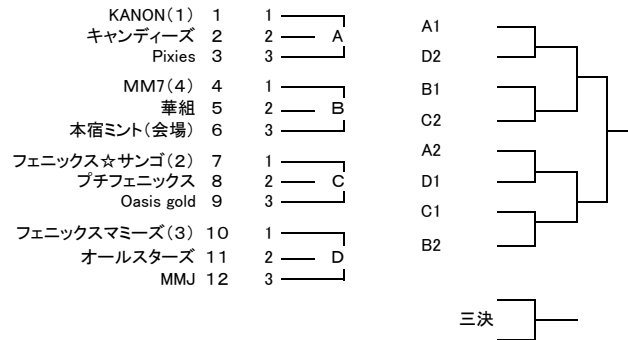 KANON(1) 1 1
キャンディーズ 2 2 A
Pixies 3 3
MM7(4) 4 1
華組 5 2 B
本宿ミント(会場) 6 3
フェニックス☆サンゴ(2) 7 1
プチフェニックス 8 2 C
Oasis gold 9 3
フェニックスマミーズ(3) 10 1
オールスターズ 11 2 D
MMJ 12 3
A1
D2
B1
C2
A2
D1
C1
B2
三決